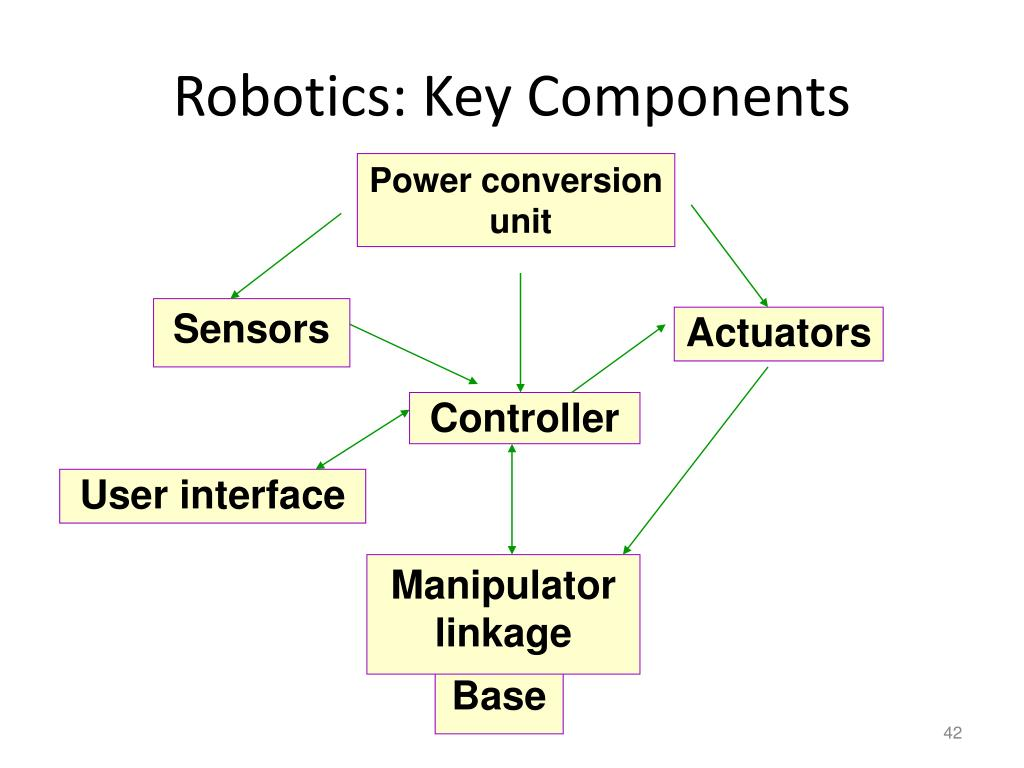 Robotics: Key Components
Power conversion
unit
Sensors
Actuators
Controller
User interface
Manipulator
linkage
Base
42